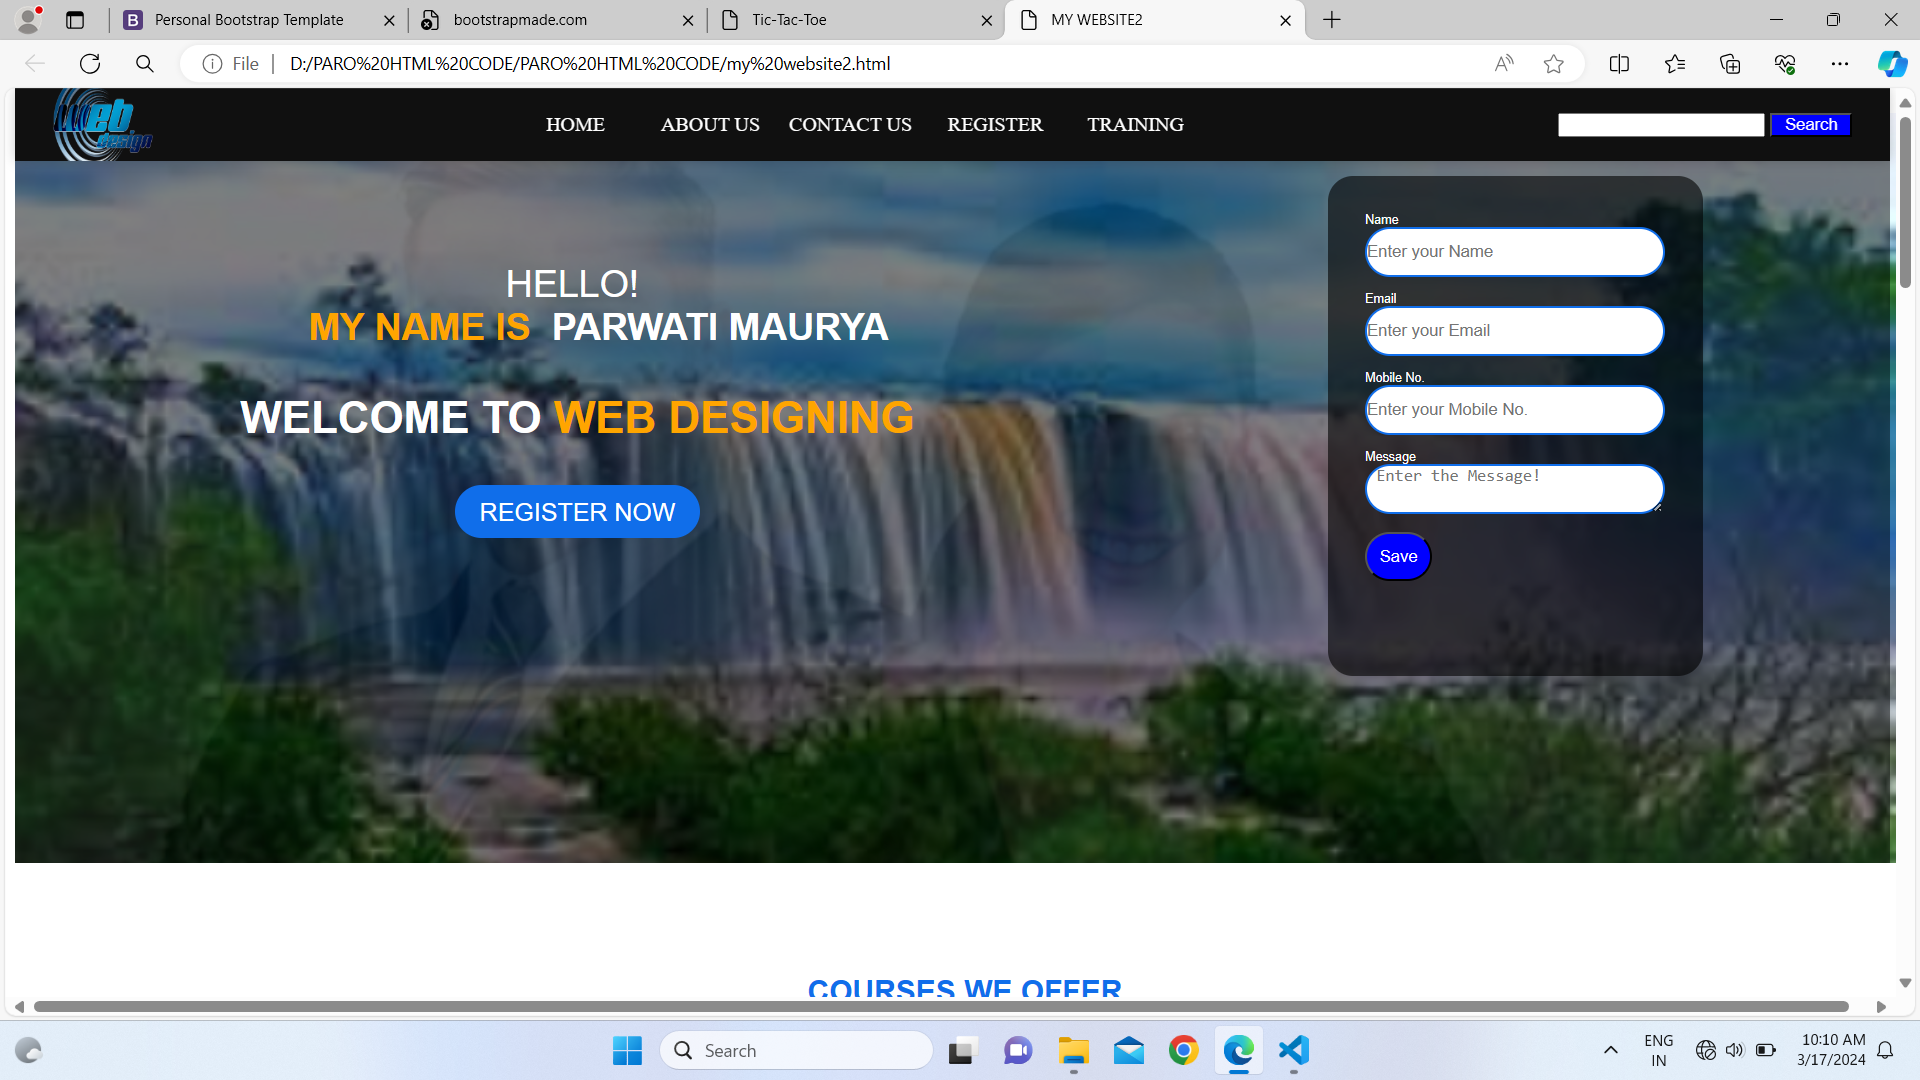 Personal Bootstrap Template
bootstrapmade.com
Tic-Tac-Toe
MY WEBSITE2
File
D:/PARO%20HTML%20CODE/PARO%20HTML%20CODE/my%20website2.html
Web
design
HOME
ABOUT US
CONTACT US
REGISTER
TRAINING
Search
HELLO!
MY NAME IS PARWATI MAURYA
WELCOME TO WEB DESIGNING
REGISTER NOW
Name
Enter your Name
Email
Enter your Email
Mobile No.
Enter your Mobile No.
Message
Enter the Message!
Save
COURSES WE OFFER
Search
ENG
IN
10:10 AM
3/17/2024